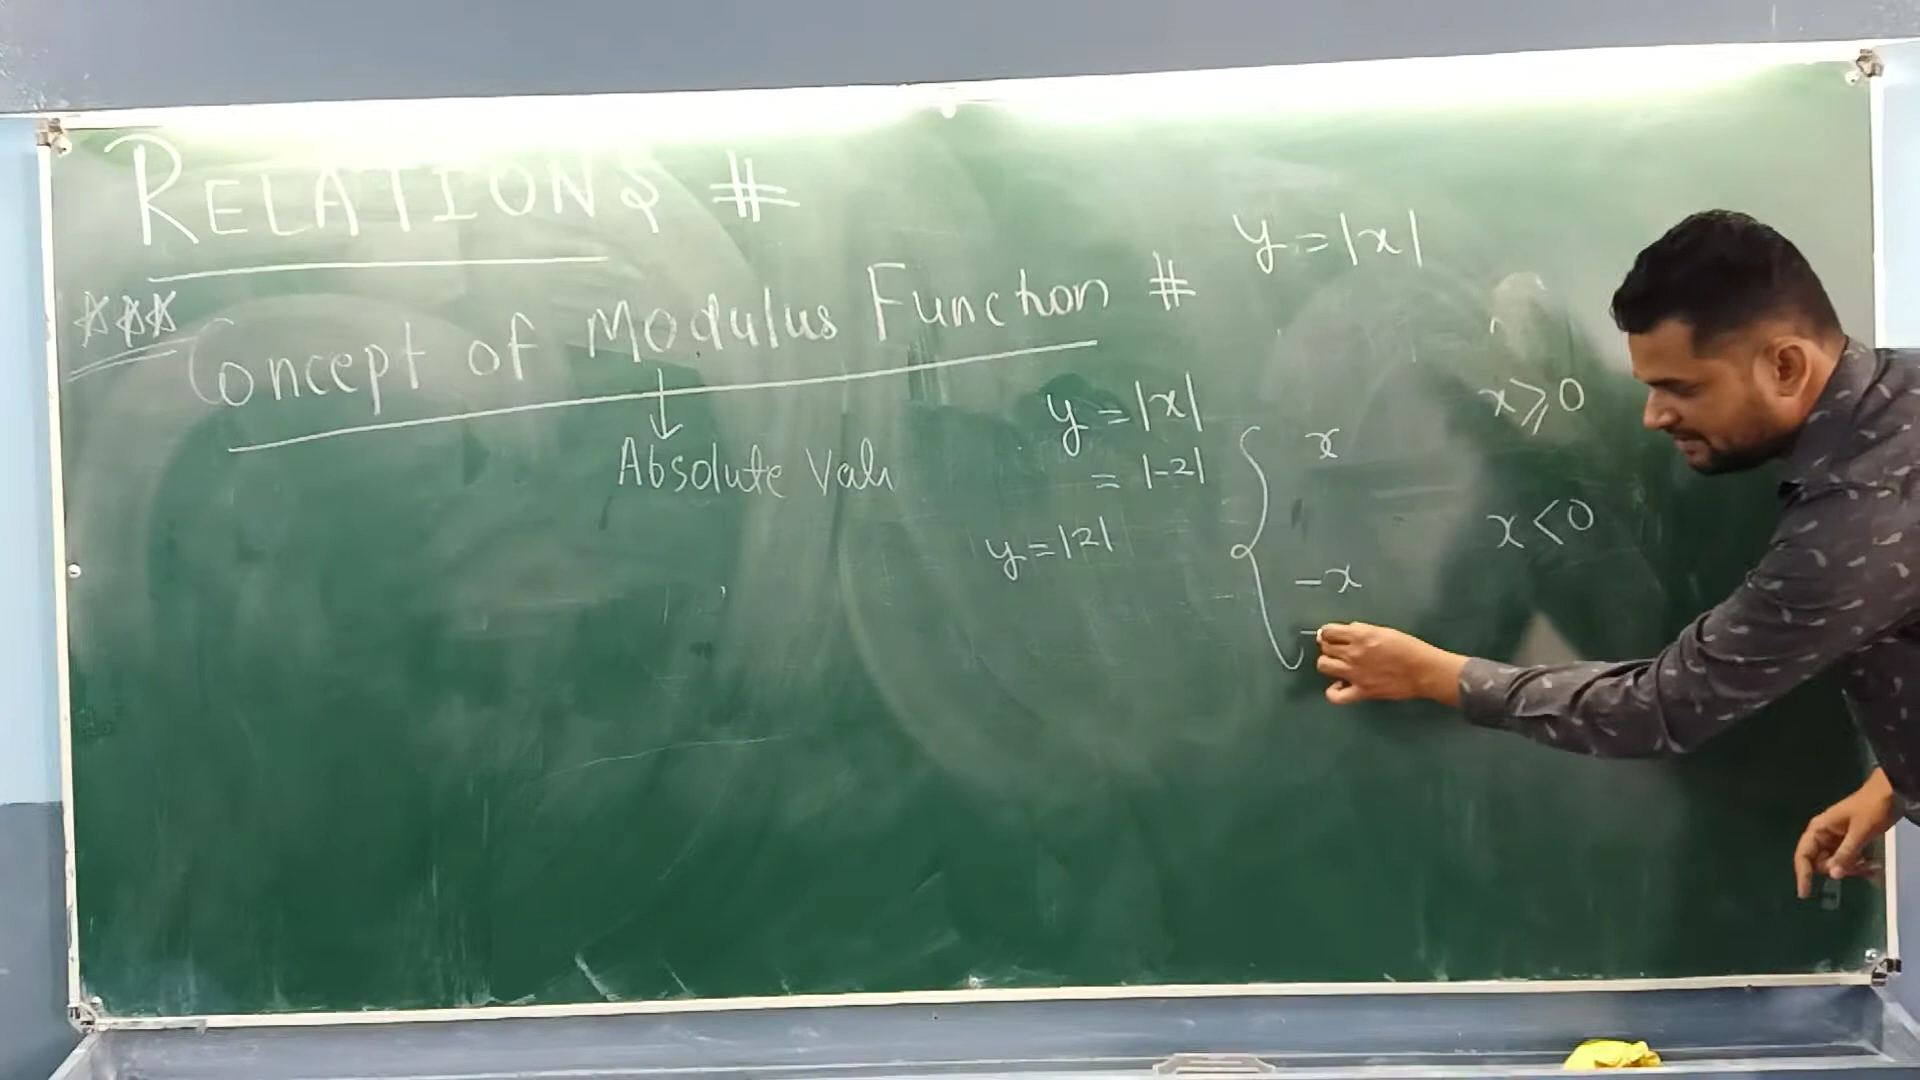 RELATIONS #
*** Concept of Modulus Function #
Absolute Valu
y = |x|
y = |x|
= |-2|
y = |2|
x x ⩾ 0
-x x < 0
-